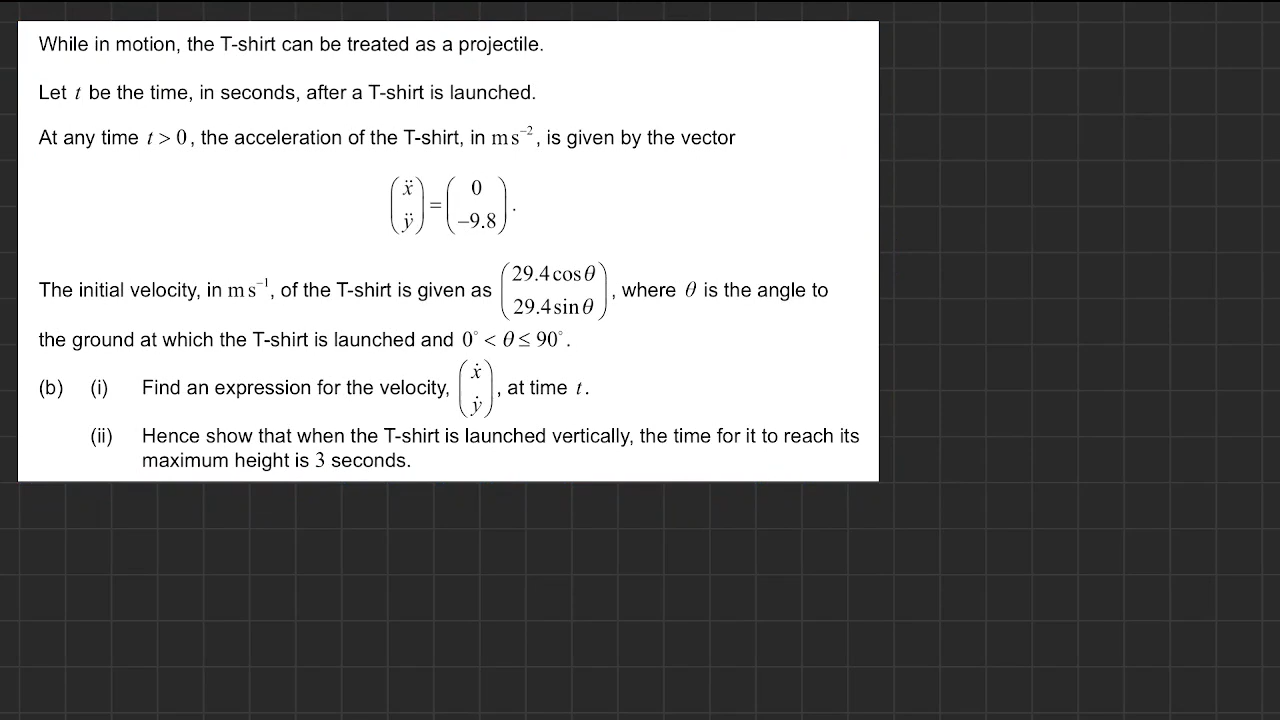 While in motion, the T-shirt can be treated as a projectile.
Let t be the time, in seconds, after a T-shirt is launched.
At any time t > 0, the acceleration of the T-shirt, in m s⁻², is given by the vector
(ẍ ÿ) = (0 −9.8).
The initial velocity, in m s⁻¹, of the T-shirt is given as (29.4 cos θ 29.4 sin θ), where θ is the angle to
the ground at which the T-shirt is launched and 0° < θ ≤ 90°.
(b) (i) Find an expression for the velocity, (ẋ ẏ), at time t.
(ii) Hence show that when the T-shirt is launched vertically, the time for it to reach its
maximum height is 3 seconds.